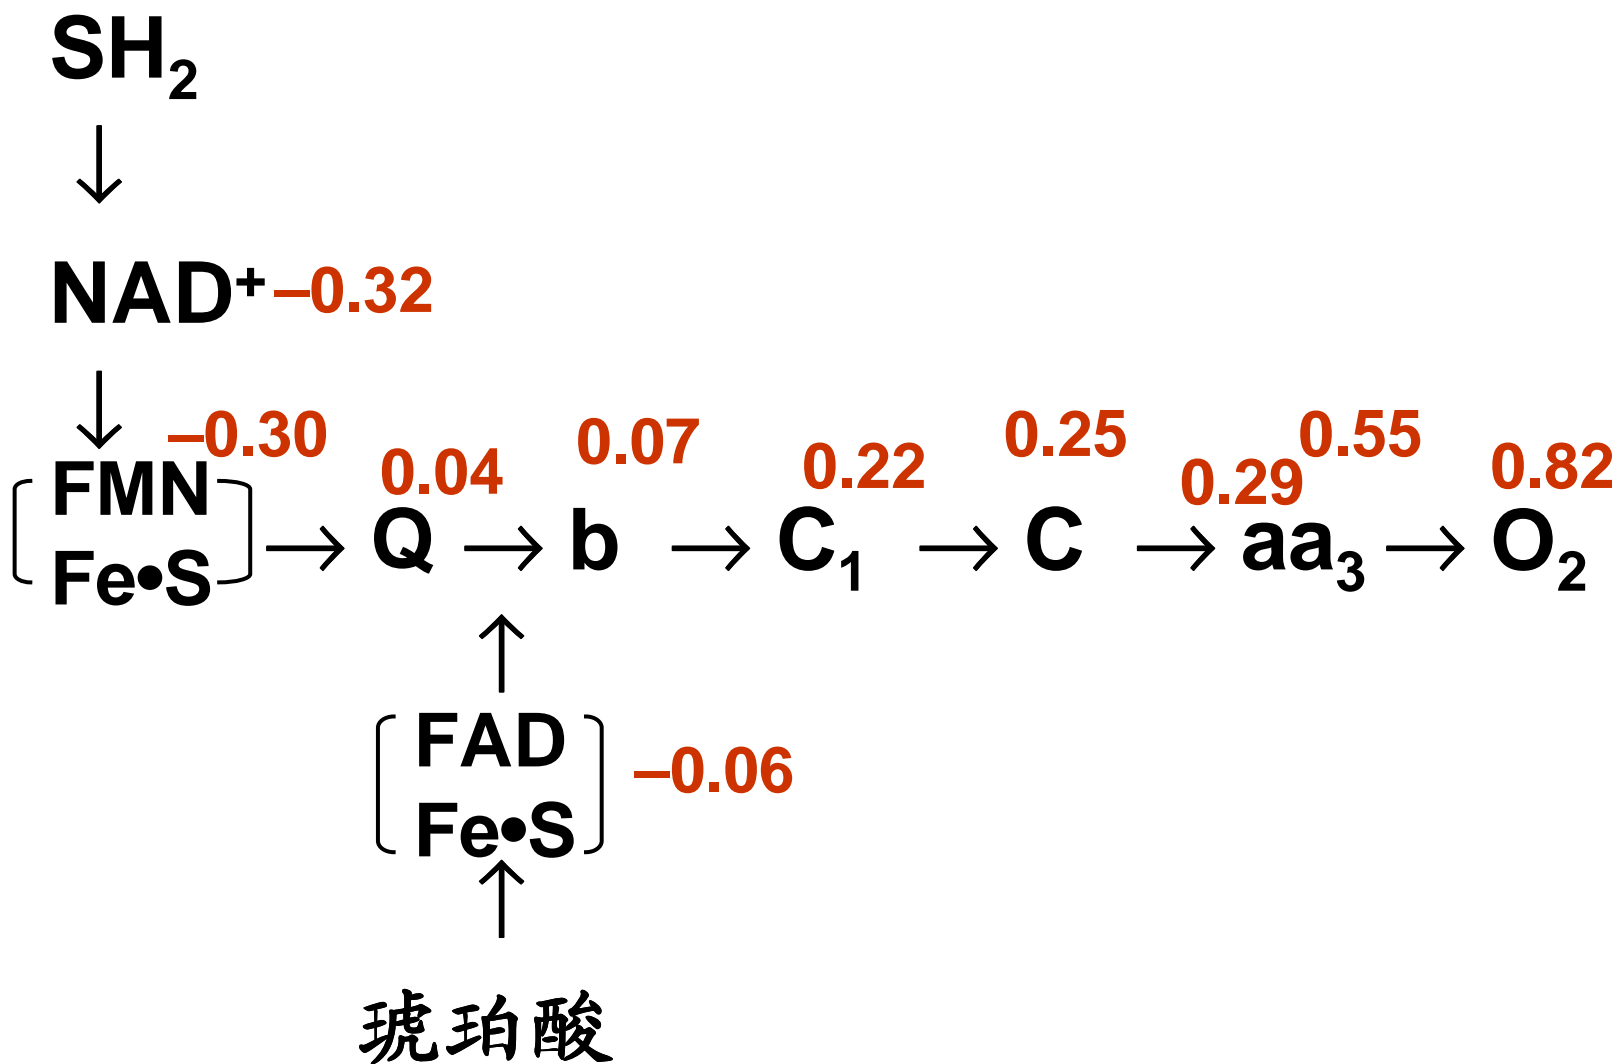 SH₂
NAD⁺ –0.32
–0.30 0.04 0.07 0.22 0.25 0.29 0.55 0.82
FMN
Fe•S
Q b C₁ C aa₃ O₂
FAD
Fe•S
–0.06
琥珀酸